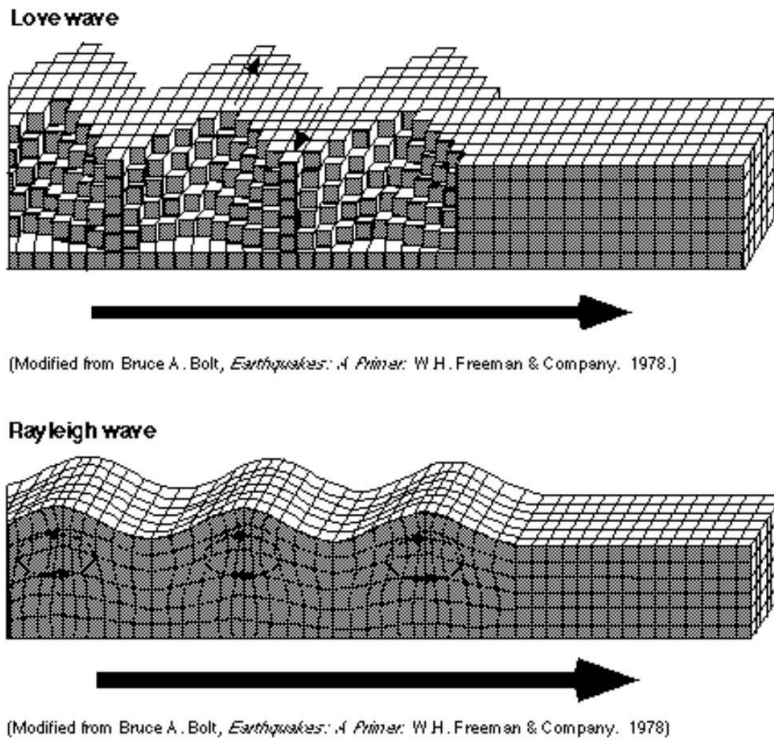 Love wave
(Modified from Bruce A. Bolt, Earthquakes: A Primer. W.H. Freeman & Company. 1978.)
Rayleigh wave
(Modified from Bruce A. Bolt, Earthquakes: A Primer. W.H. Freeman & Company. 1978)